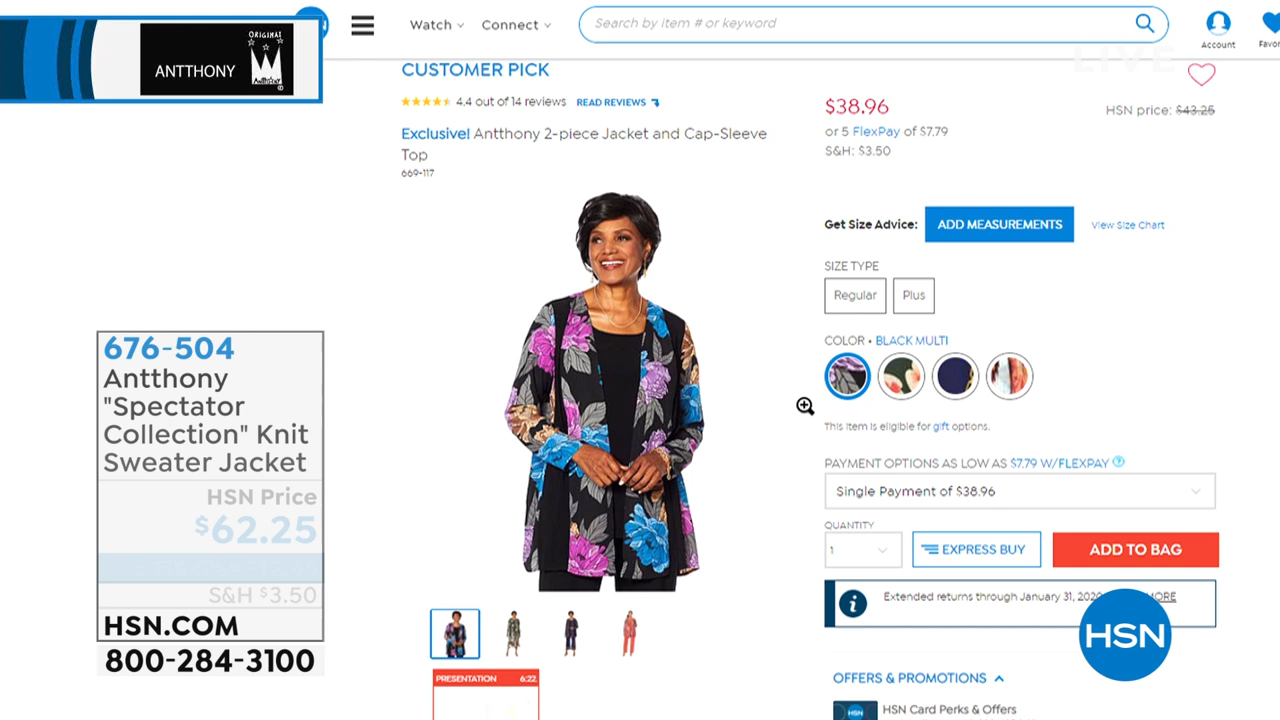 ORIGINAL
ANTTHONY
Watch
Connect
Search by item # or keyword
Account
LIVE
CUSTOMER PICK
4.4 out of 14 reviews READ REVIEWS
Exclusive! Antthony 2-piece Jacket and Cap-Sleeve
Top
669-117
$38.96
HSN price: $43.25
or 5 FlexPay of $7.79
S&H: $3.50
Get Size Advice:
ADD MEASUREMENTS
View Size Chart
SIZE TYPE
Regular
Plus
COLOR • BLACK MULTI
This item is eligible for gift options.
PAYMENT OPTIONS AS LOW AS $7.79 W/FLEXPAY ?
Single Payment of $38.96
QUANTITY
1
EXPRESS BUY
ADD TO BAG
i
Extended returns through January 31, 2020
HSN
OFFERS & PROMOTIONS
HSN
HSN Card Perks & Offers
PRESENTATION 6:22
676-504
Antthony
"Spectator
Collection" Knit
Sweater Jacket
HSN Price
$62.25
S&H $3.50
HSN.COM
800-284-3100